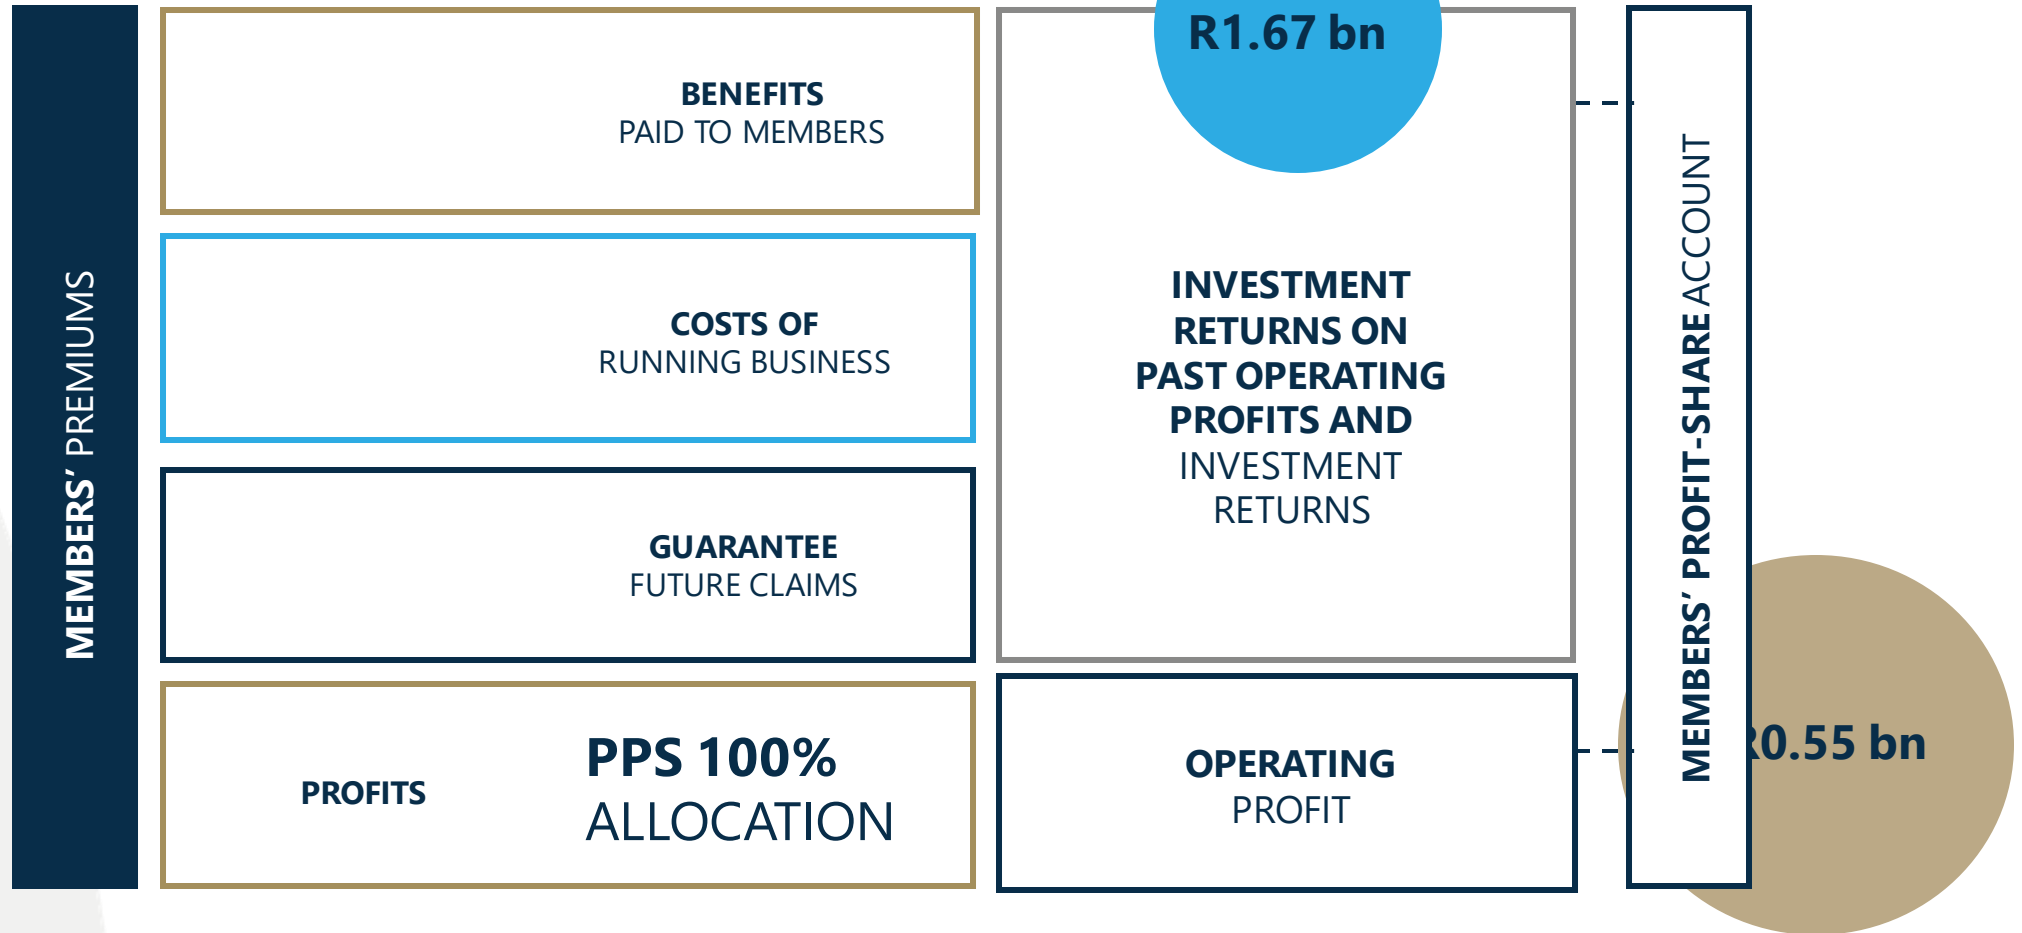 MEMBERS’ PREMIUMS
BENEFITS
PAID TO MEMBERS
COSTS OF
RUNNING BUSINESS
GUARANTEE
FUTURE CLAIMS
PROFITS
PPS 100%
ALLOCATION
R1.67 bn
INVESTMENT
RETURNS ON
PAST OPERATING
PROFITS AND
INVESTMENT
RETURNS
OPERATING
PROFIT
MEMBERS’ PROFIT-SHARE ACCOUNT
R0.55 bn